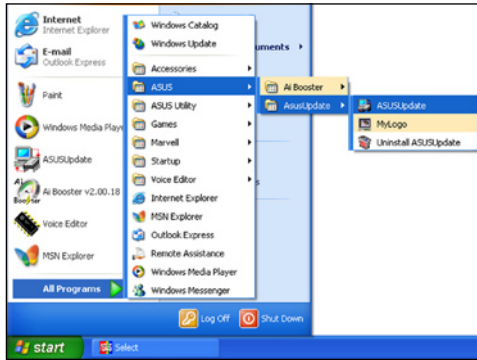 Internet
Internet Explorer
E-mail
Outlook Express
Paint
Windows Media Play
ASUSUpdate
Ai Booster v2.00.18
Voice Editor
MSN Explorer
All Programs
Windows Catalog
Windows Update
Accessories
ASUS
ASUS Utility
Games
Marvell
Startup
Voice Editor
Internet Explorer
MSN Explorer
Outlook Express
Remote Assistance
Windows Media Player
Windows Messenger
uments
s
Ai Booster
AsusUpdate
ASUSUpdate
MyLogo
Uninstall ASUSUpdate
Log Off
Shut Down
start
Select